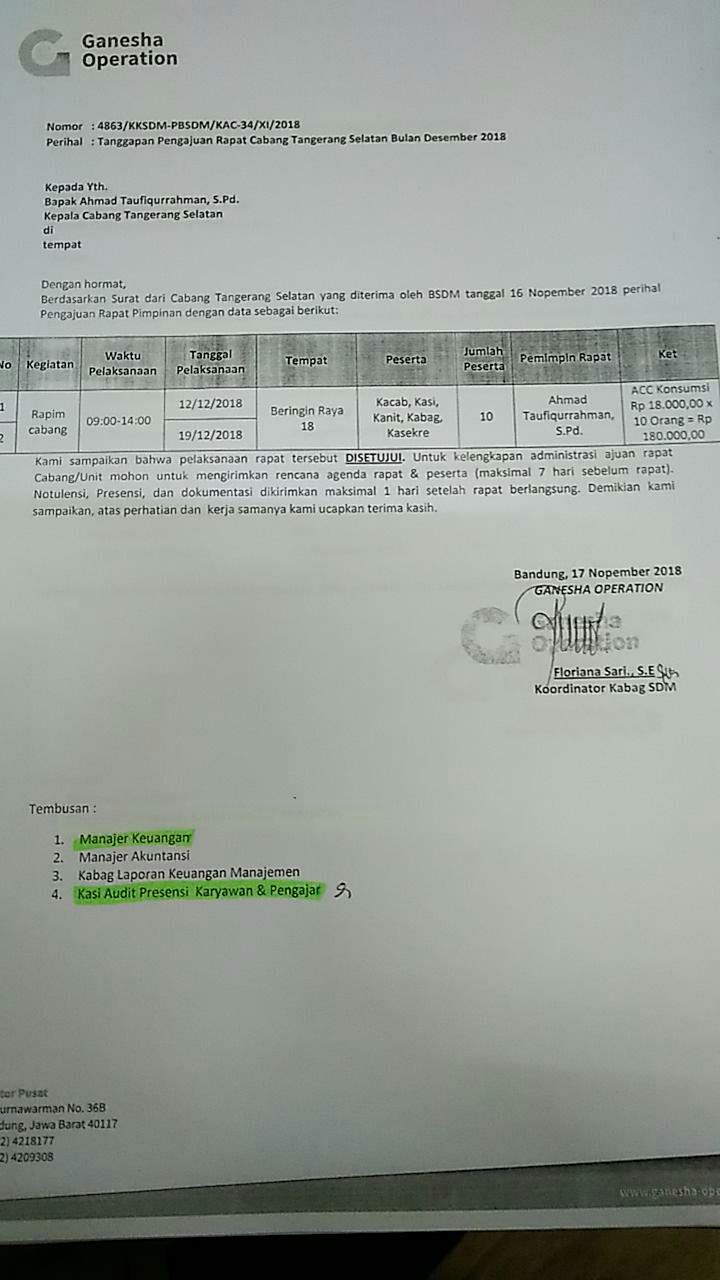 Ganesha
Operation
Nomor : 4863/KKSDM-PBSDM/KAC-34/XI/2018
Perihal : Tanggapan Pengajuan Rapat Cabang Tangerang Selatan Bulan Desember 2018
Kepada Yth.
Bapak Ahmad Taufiqurrahman, S.Pd.
Kepala Cabang Tangerang Selatan
di
tempat
Dengan hormat,
Berdasarkan Surat dari Cabang Tangerang Selatan yang diterima oleh BSDM tanggal 16 Nopember 2018 perihal
Pengajuan Rapat Pimpinan dengan data sebagai berikut:
No Kegiatan Waktu Pelaksanaan Tanggal Pelaksanaan Tempat Peserta Jumlah Peserta Pemimpin Rapat Ket
1 Rapim cabang 09:00-14:00 12/12/2018 Beringin Raya 18 Kacab, Kasi, Kanit, Kabag, Kasekre 10 Ahmad Taufiqurrahman, S.Pd. ACC Konsumsi Rp 18.000,00 x 10 Orang = Rp 180.000,00
2 19/12/2018
Kami sampaikan bahwa pelaksanaan rapat tersebut DISETUJUI. Untuk kelengkapan administrasi ajuan rapat
Cabang/Unit mohon untuk mengirimkan rencana agenda rapat & peserta (maksimal 7 hari sebelum rapat).
Notulensi, Presensi, dan dokumentasi dikirimkan maksimal 1 hari setelah rapat berlangsung. Demikian kami
sampaikan, atas perhatian dan kerja samanya kami ucapkan terima kasih.
Bandung, 17 Nopember 2018
GANESHA OPERATION
Ganesha
Operation
Floriana Sari., S.E
Koordinator Kabag SDM
Tembusan :
1. Manajer Keuangan
2. Manajer Akuntansi
3. Kabag Laporan Keuangan Manajemen
4. Kasi Audit Presensi Karyawan & Pengajar
tor Pusat
urnawarman No. 36B
dung, Jawa Barat 40117
2) 4218177
2) 4209308
www.ganesha-ope